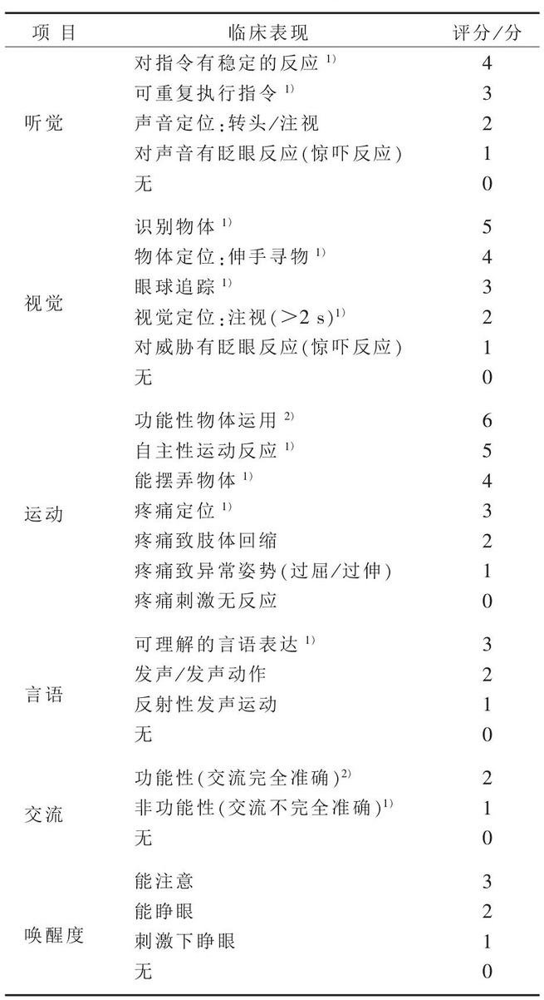 项 目 临床表现 评分/分
对指令有稳定的反应 1) 4
可重复执行指令 1) 3
听觉 声音定位:转头/注视 2
对声音有眨眼反应(惊吓反应) 1
无 0
识别物体 1) 5
物体定位:伸手寻物 1) 4
眼球追踪 1) 3
视觉
视觉定位:注视(>2 s)1) 2
对威胁有眨眼反应(惊吓反应) 1
无 0
功能性物体运用 2) 6
自主性运动反应 1) 5
能摆弄物体 1) 4
运动 疼痛定位 1) 3
疼痛致肢体回缩 2
疼痛致异常姿势(过屈/过伸) 1
疼痛刺激无反应 0
可理解的言语表达 1) 3
发声/发声动作 2
言语
反射性发声运动 1
无 0
功能性(交流完全准确)2) 2
交流 非功能性(交流不完全准确)1) 1
无 0
能注意 3
能睁眼 2
唤醒度
刺激下睁眼 1
无 0